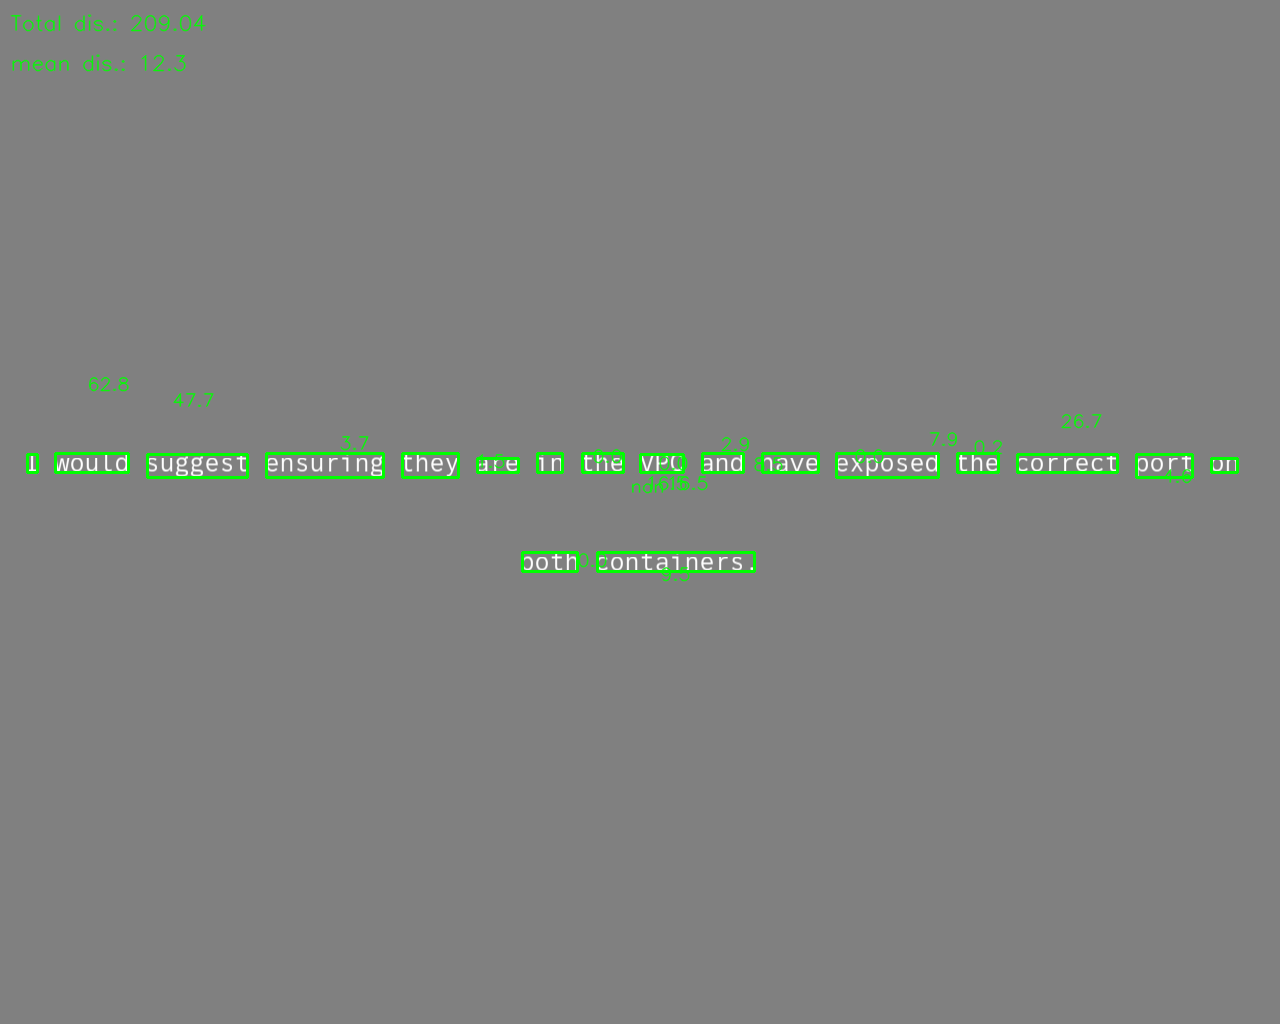 Total dis.: 209.04
mean dis.: 12.3
62.8
47.7
26.7
3.7
2.9
7.9
0.2
I would suggest ensuring they are in the VPC and have exposed the correct port on
nan
both containers.
9.5